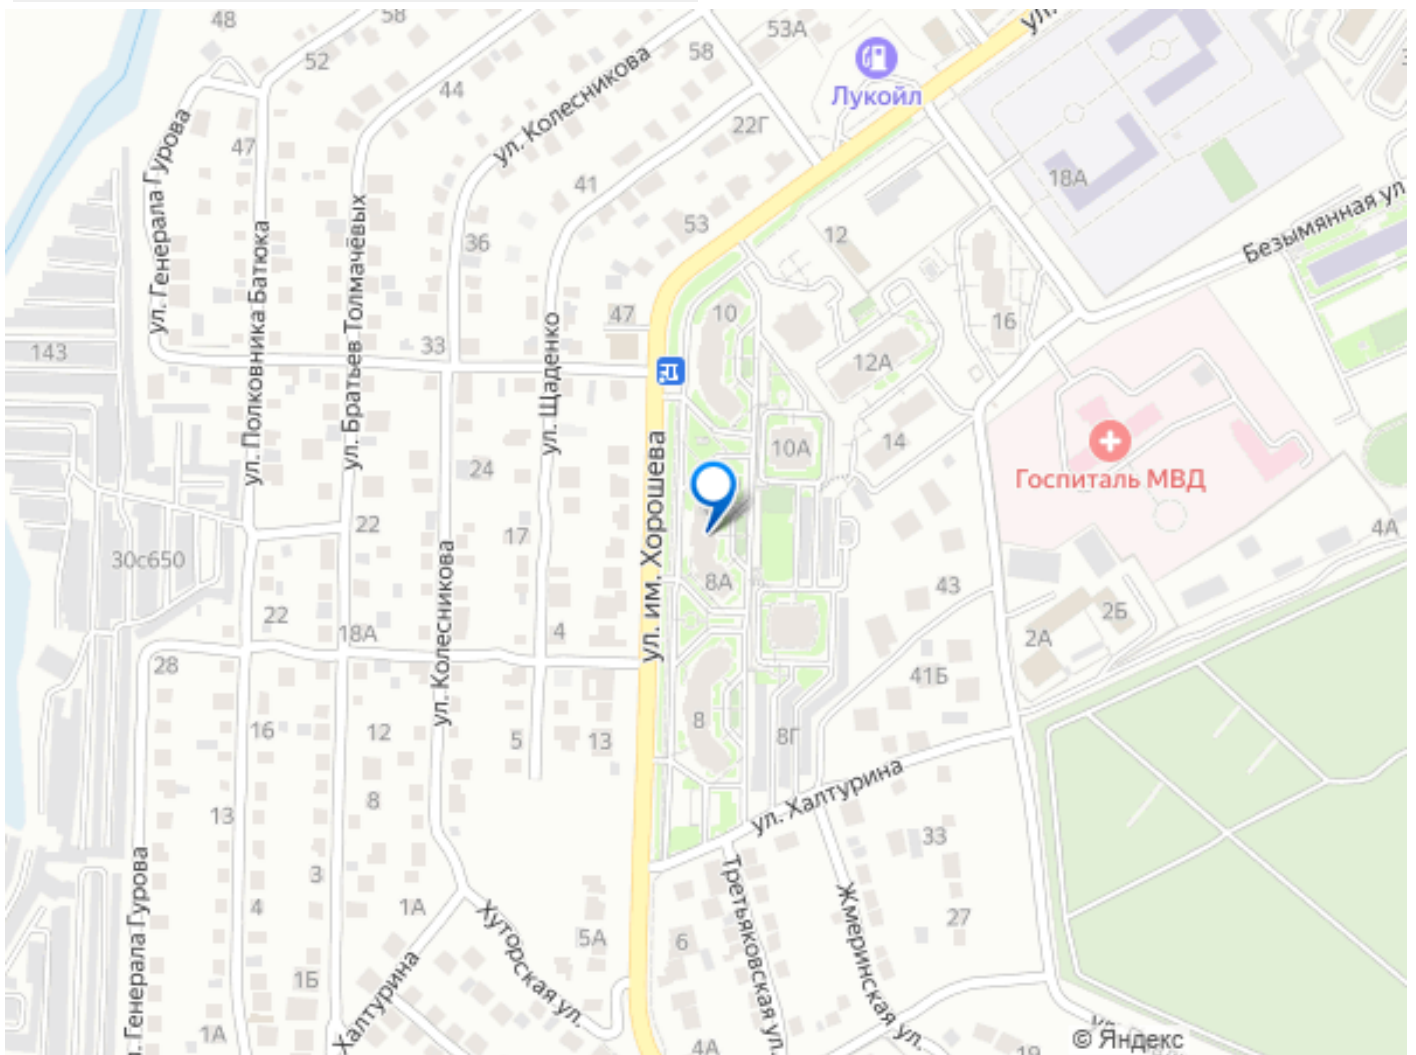 48
58
52
53А
ул.
58
44
ул. Колесникова
Лукойл
22Г
47
ул. Генерала Гурова
41
18А
Безымянная ул.
ул. Полковника Батюка
ул. Братьев Толмачёвых
36
53
12
10
47
16
143
33
12А
ул. Щаденко
14
10А
24
ул. им. Хорошева
Госпиталь МВД
22
17
4А
30с650
8А
43
2Б
2А
22
18А
4
28
ул. Колесникова
41Б
16
12
5
13
8
8Г
ул. Халтурина
8
13
33
3
Третьяковская ул.
Жмеринская ул.
27
4
1А
Хуторская ул.
5А
6
1Б
Халтурина
л. Генерала Гурова
1А
4А
19
© Яндекс